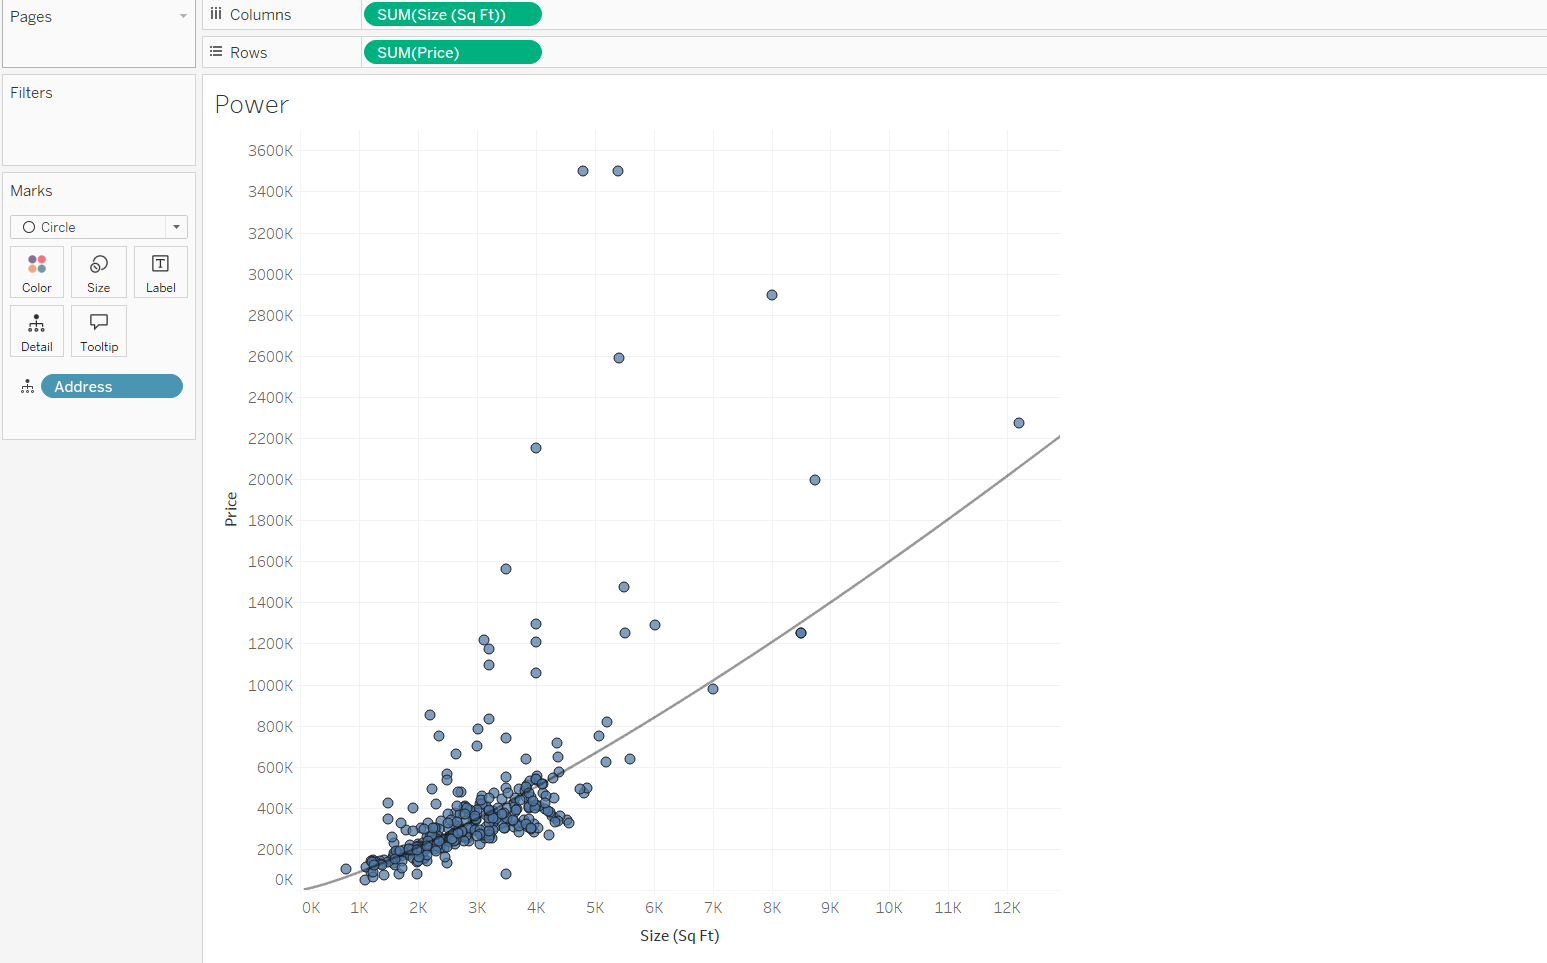 Pages
Columns
SUM(Size (Sq Ft))
Rows
SUM(Price)
Filters
Marks
Circle
Color
Size
Label
Detail
Tooltip
Address
Power
3600K
3400K
3200K
3000K
2800K
2600K
2400K
2200K
2000K
1800K
1600K
1400K
1200K
1000K
800K
600K
400K
200K
0K
Price
0K 1K 2K 3K 4K 5K 6K 7K 8K 9K 10K 11K 12K
Size (Sq Ft)